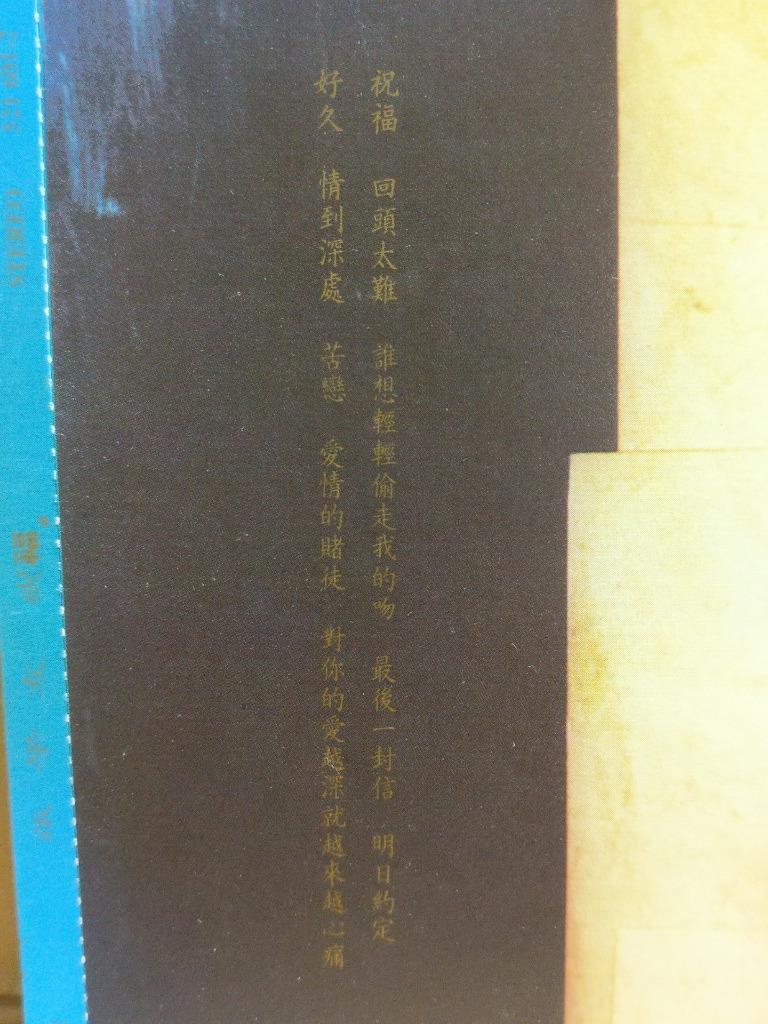 祝福 回頭太難 誰想輕輕偷走我的吻 最後一封信 明日約定
好久 情到深處 苦戀 愛情的賭徒 對你的愛越深就越來越心痛